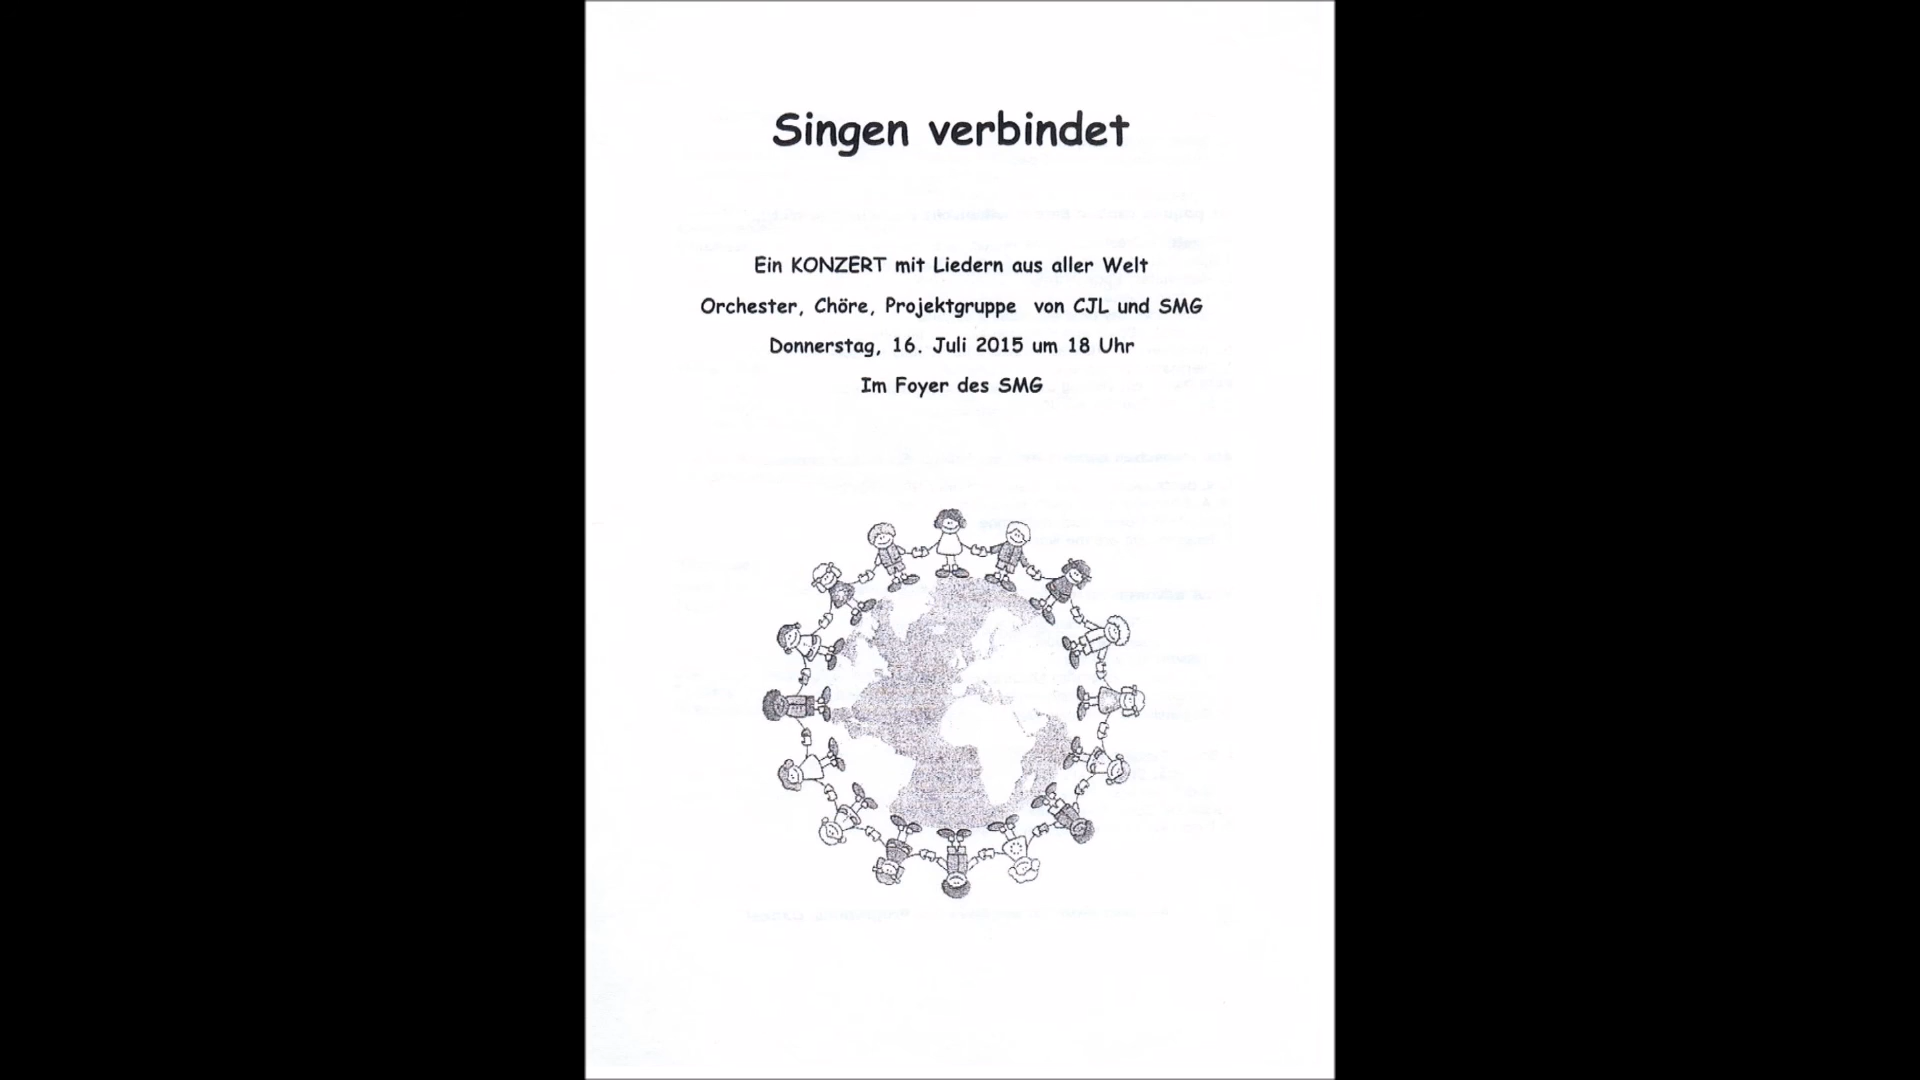 Singen verbindet
Ein KONZERT mit Liedern aus aller Welt
Orchester, Chöre, Projektgruppe von CJL und SMG
Donnerstag, 16. Juli 2015 um 18 Uhr
Im Foyer des SMG